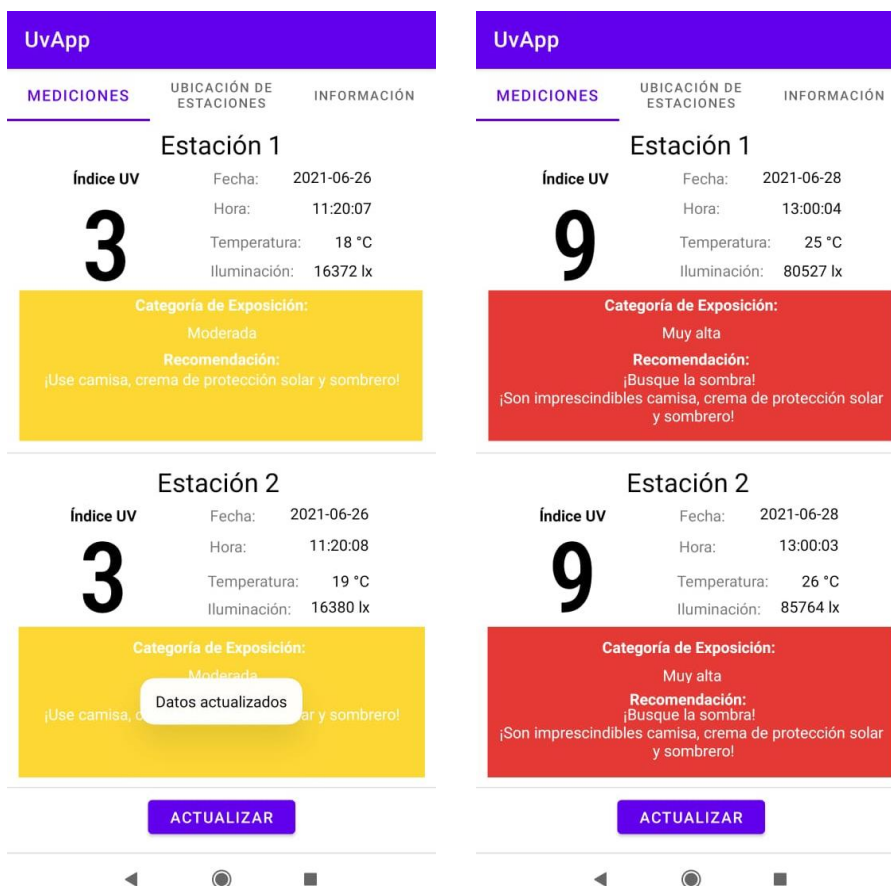 UvApp
MEDICIONES
UBICACIÓN DE
ESTACIONES
INFORMACIÓN
Estación 1
Índice UV
3
Fecha: 2021-06-26
Hora: 11:20:07
Temperatura: 18 °C
Iluminación: 16372 lx
Categoría de Exposición:
Moderada
Recomendación:
¡Use camisa, crema de protección solar y sombrero!
Estación 2
Índice UV
3
Fecha: 2021-06-26
Hora: 11:20:08
Temperatura: 19 °C
Iluminación: 16380 lx
Categoría de Exposición:
Moderada
Datos actualizados
¡Use camisa, ar y sombrero!
ACTUALIZAR
UvApp
MEDICIONES
UBICACIÓN DE
ESTACIONES
INFORMACIÓN
Estación 1
Índice UV
9
Fecha: 2021-06-28
Hora: 13:00:04
Temperatura: 25 °C
Iluminación: 80527 lx
Categoría de Exposición:
Muy alta
Recomendación:
¡Busque la sombra!
¡Son imprescindibles camisa, crema de protección solar
y sombrero!
Estación 2
Índice UV
9
Fecha: 2021-06-28
Hora: 13:00:03
Temperatura: 26 °C
Iluminación: 85764 lx
Categoría de Exposición:
Muy alta
Recomendación:
¡Busque la sombra!
¡Son imprescindibles camisa, crema de protección solar
y sombrero!
ACTUALIZAR